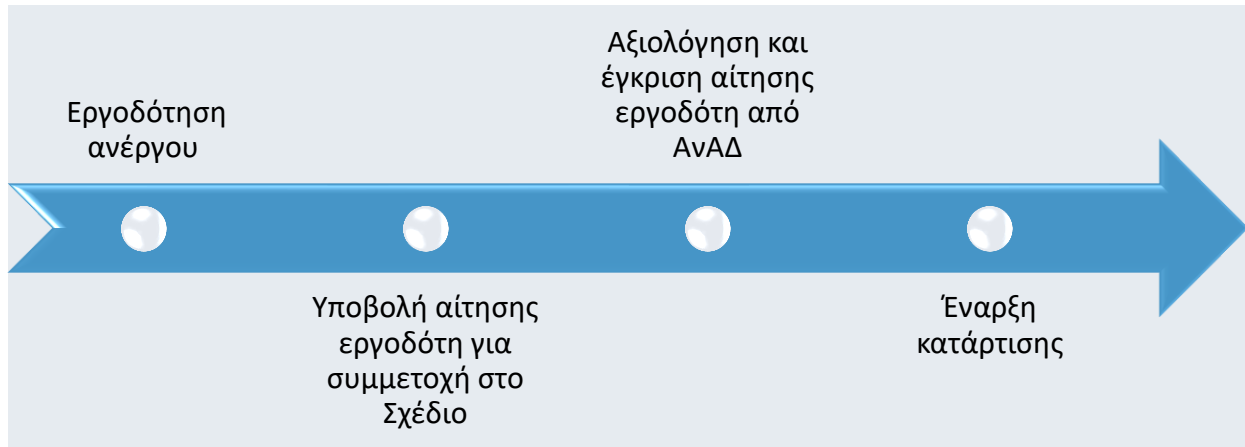 Εργοδότηση
ανέργου
Υποβολή αίτησης
εργοδότη για
συμμετοχή στο
Σχέδιο
Αξιολόγηση και
έγκριση αίτησης
εργοδότη από
ΑνΑΔ
Έναρξη
κατάρτισης